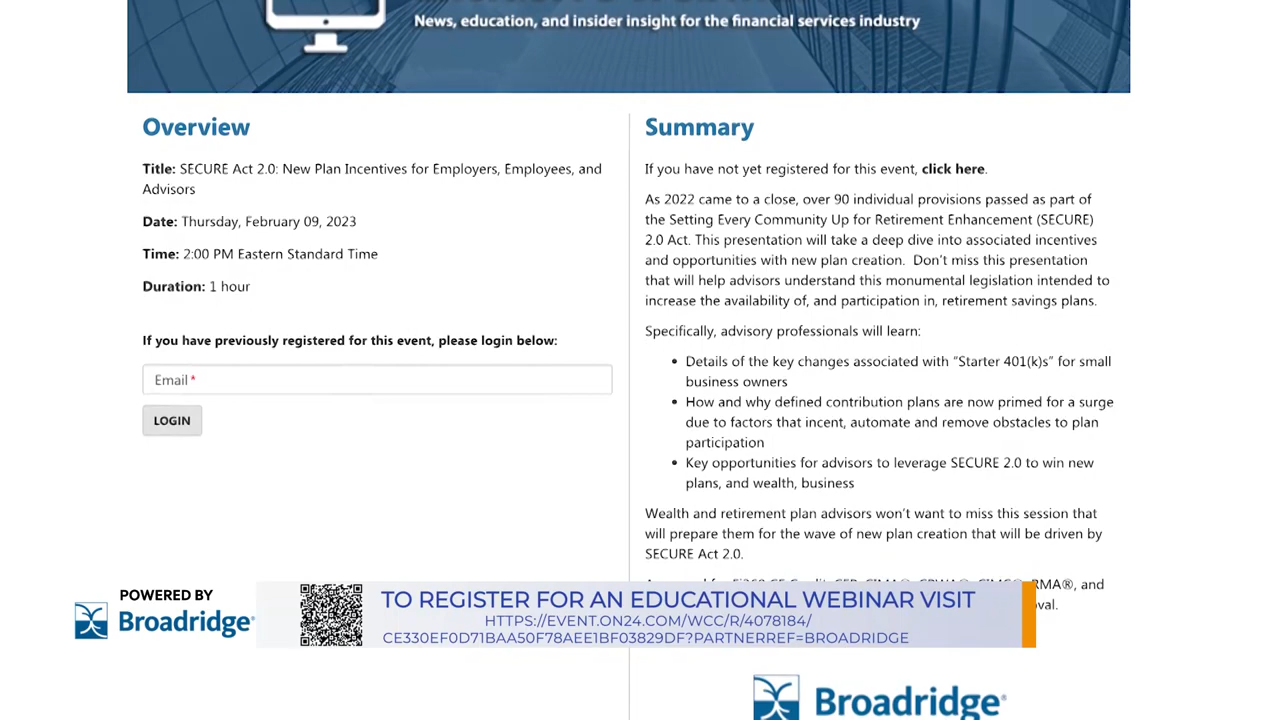 News, education, and insider insight for the financial services industry
Overview
Title: SECURE Act 2.0: New Plan Incentives for Employers, Employees, and
Advisors
Date: Thursday, February 09, 2023
Time: 2:00 PM Eastern Standard Time
Duration: 1 hour
If you have previously registered for this event, please login below:
Email *
LOGIN
Summary
If you have not yet registered for this event, click here.
As 2022 came to a close, over 90 individual provisions passed as part of
the Setting Every Community Up for Retirement Enhancement (SECURE)
2.0 Act. This presentation will take a deep dive into associated incentives
and opportunities with new plan creation.  Don't miss this presentation
that will help advisors understand this monumental legislation intended to
increase the availability of, and participation in, retirement savings plans.
Specifically, advisory professionals will learn:
• Details of the key changes associated with “Starter 401(k)s” for small
business owners
• How and why defined contribution plans are now primed for a surge
due to factors that incent, automate and remove obstacles to plan
participation
• Key opportunities for advisors to leverage SECURE 2.0 to win new
plans, and wealth, business
Wealth and retirement plan advisors won't want to miss this session that
will prepare them for the wave of new plan creation that will be driven by
SECURE Act 2.0.
RMA®, and
POWERED BY
Broadridge®
TO REGISTER FOR AN EDUCATIONAL WEBINAR VISIT
HTTPS://EVENT.ON24.COM/WCC/R/4078184/
CE330EF0D71BAA50F78AEE1BF03829DF?PARTNERREF=BROADRIDGE
Broadridge®